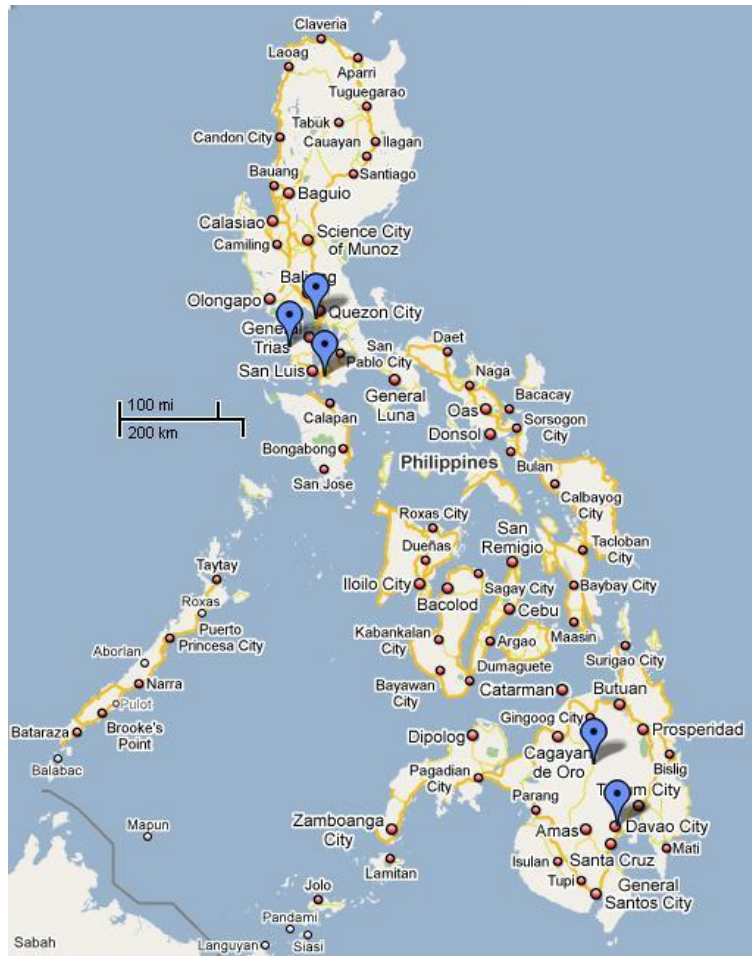 Claveria
Laoag
Aparri
Tuguegarao
Tabuk
Candon City
Cauayan
Ilagan
Bauang
Santiago
Baguio
Calasiao
Science City
of Munoz
Camiling
Olongapo
Quezon City
General
Trias
San
Pablo City
San Luis
General
Luna
Daet
Naga
Bacacay
Oas
Sorsogon
City
Donsol
Bulan
100 mi
200 km
Calapan
Bongabong
San Jose
Philippines
Calbayog
City
Roxas City
San
Remigio
Dueñas
Tacloban
City
Taytay
Iloilo City
Sagay City
Baybay City
Bacolod
Cebu
Roxas
Puerto
Princesa City
Kabankalan
City
Argao
Maasin
Aborlan
Dumaguete
Surigao City
Narra
Bayawan
City
Catarman
Butuan
Pulot
Gingoog City
Bataraza
Brooke's
Point
Dipolog
Cagayan
de Oro
Prosperidad
Balabac
Pagadian
City
Bislig
Parang
City
Mapun
Zamboanga
City
Amas
Davao City
Santa Cruz
Mati
Lamitan
Isulan
Tupi
General
Santos City
Jolo
Pandami
Siasi
Languyan
Sabah